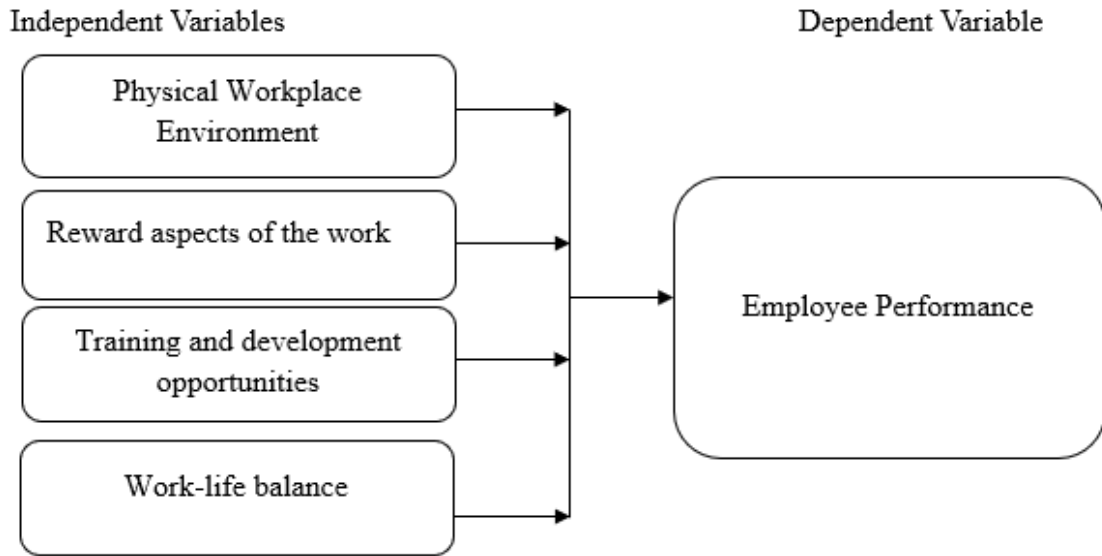 Independent Variables
Dependent Variable
Physical Workplace
Environment
Reward aspects of the work
Training and development
opportunities
Work-life balance
Employee Performance